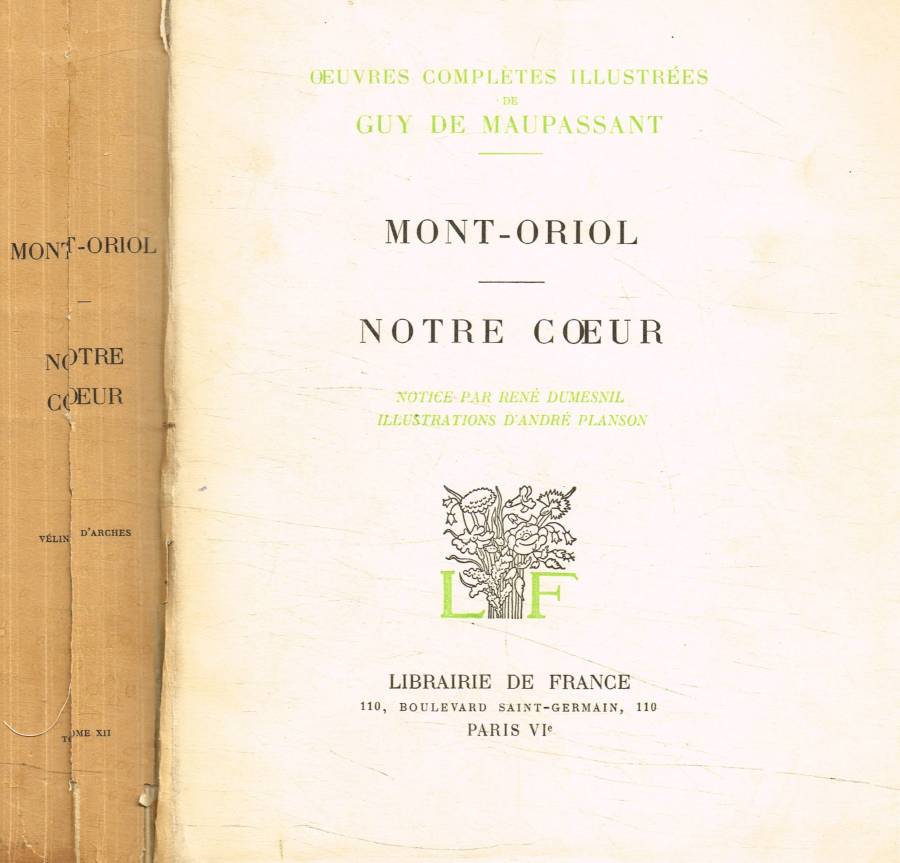 MONT-ORIOL
NOTRE
CŒUR
VÉLIN D'ARCHES
TOME XII
ŒUVRES COMPLÈTES ILLUSTRÉES
DE
GUY DE MAUPASSANT
MONT-ORIOL
NOTRE CŒUR
NOTICE PAR RENÉ DUMESNIL
ILLUSTRATIONS D'ANDRÉ PLANSON
LF
LIBRAIRIE DE FRANCE
110, BOULEVARD SAINT-GERMAIN, 110
PARIS VIe